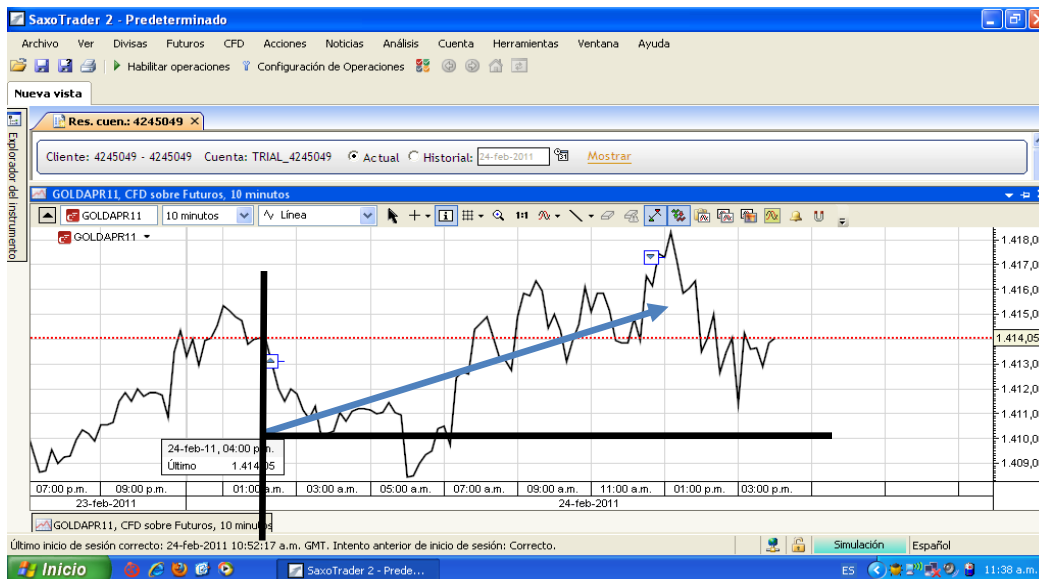 SaxoTrader 2 - Predeterminado
Archivo Ver Divisas Futuros CFD Acciones Noticias Análisis Cuenta Herramientas Ventana Ayuda
Habilitar operaciones Configuración de Operaciones
Nueva vista
Explorador del Instrumento
Res. cuen.: 4245049
Cliente: 4245049 - 4245049 Cuenta: TRIAL_4245049 Actual Historial: 24-feb-2011 Mostrar
GOLDAPR11, CFD sobre Futuros, 10 minutos
GOLDAPR11 10 minutos Línea 1:1
GOLDAPR11
1.418,0
1.417,0
1.416,0
1.415,0
1.414,05
1.413,0
1.412,0
1.411,0
1.410,0
1.409,0
24-feb-11, 04:00 p.m.
Último 1.414,05
07:00 p.m. 09:00 p.m. 01:00 a.m. 03:00 a.m. 05:00 a.m. 07:00 a.m. 09:00 a.m. 11:00 a.m. 01:00 p.m. 03:00 p.m.
23-feb-2011 24-feb-2011
GOLDAPR11, CFD sobre Futuros, 10 minutos
Último inicio de sesión correcto: 24-feb-2011 10:52:17 a.m. GMT. Intento anterior de inicio de sesión: Correcto. Simulación Español
Inicio SaxoTrader 2 - Prede... ES 11:38 a.m.